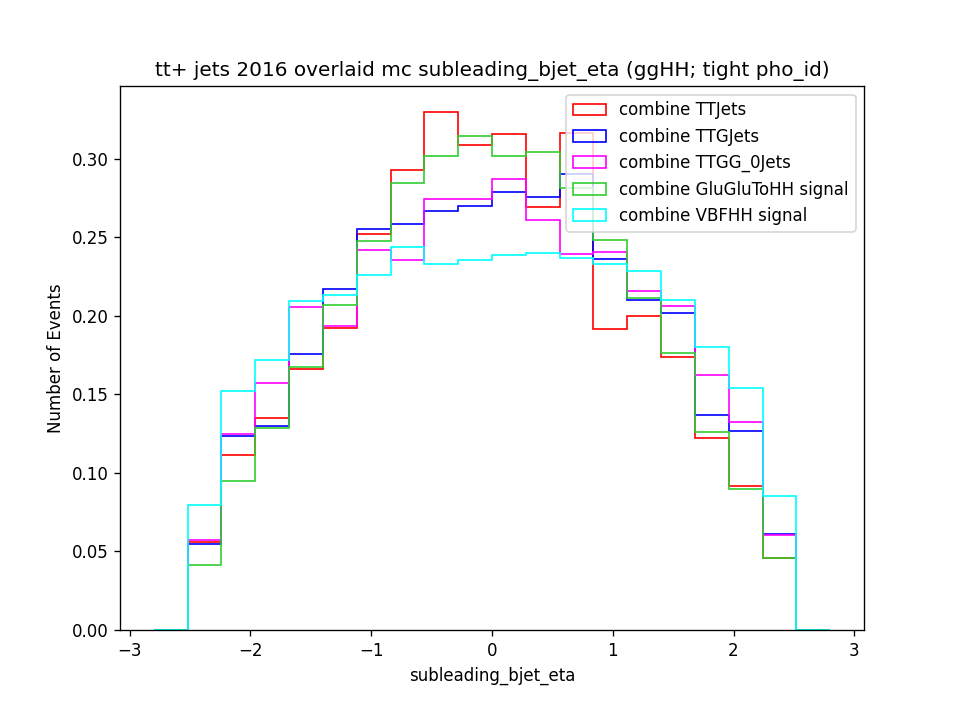 tt+ jets 2016 overlaid mc subleading_bjet_eta (ggHH; tight pho_id)
combine TTJets
combine TTGJets
combine TTGG_0Jets
combine GluGluToHH signal
combine VBFHH signal
Number of Events
0.30
0.25
0.20
0.15
0.10
0.05
0.00
−3
−2
−1
0
1
2
3
subleading_bjet_eta